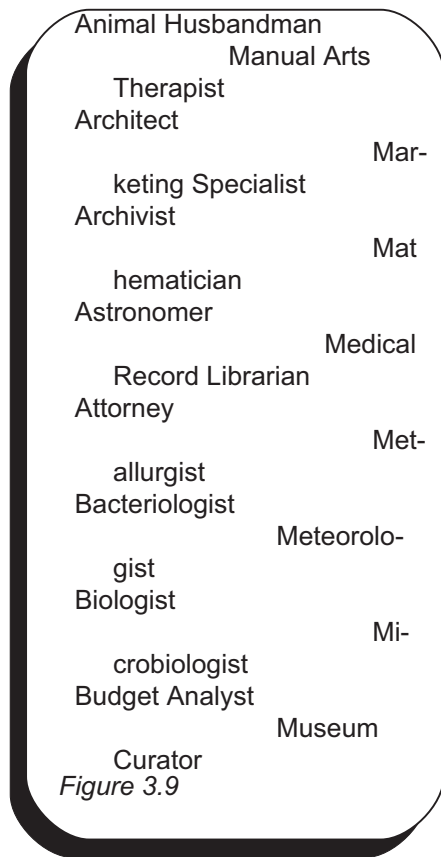 Animal Husbandman
Manual Arts
Therapist
Architect
Mar-
keting Specialist
Archivist
Mat
hematician
Astronomer
Medical
Record Librarian
Attorney
Met-
allurgist
Bacteriologist
Meteorolo-
gist
Biologist
Mi-
crobiologist
Budget Analyst
Museum
Curator
Figure 3.9